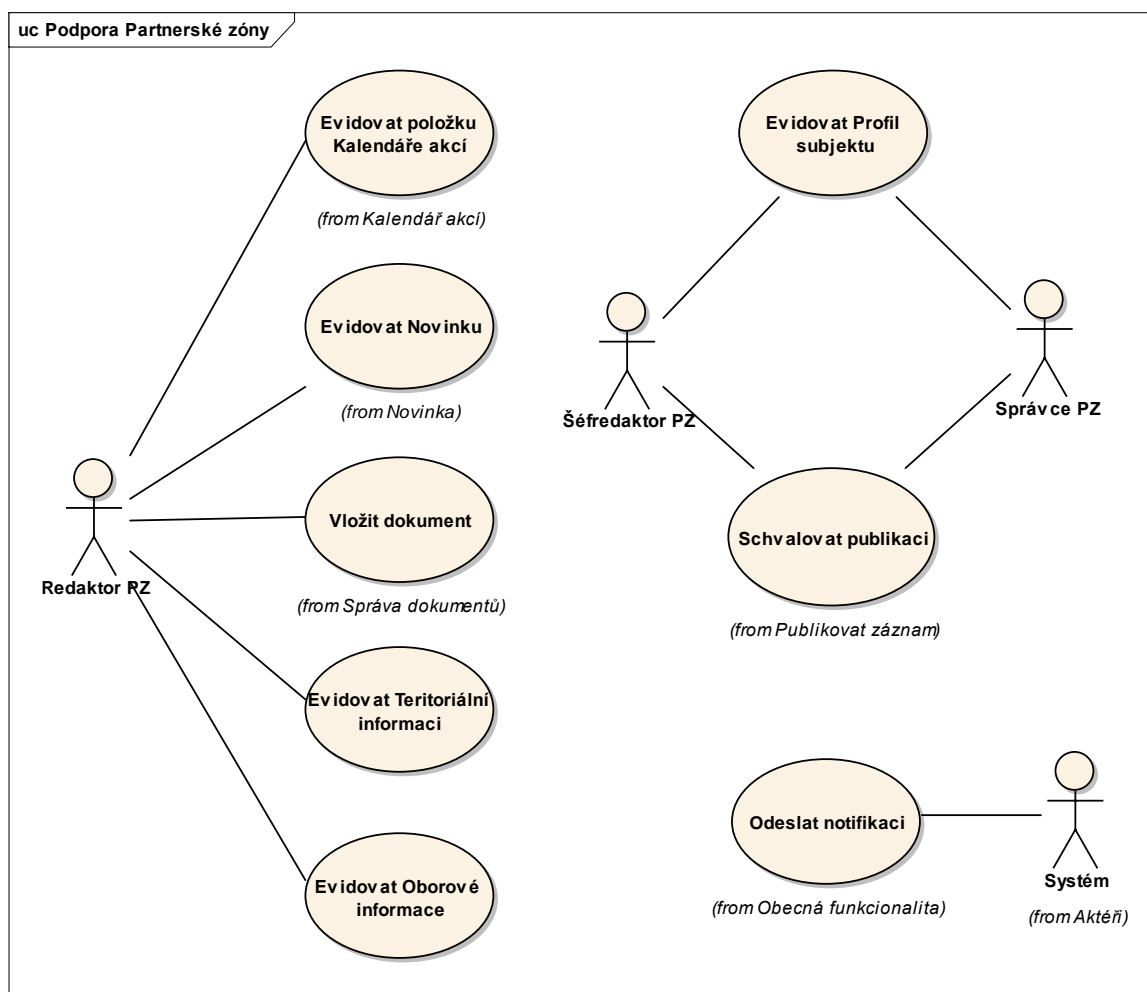 uc Podpora Partnerské zóny
Evidovat položku
Kalendáře akcí
(from Kalendář akcí)
Evidovat Novinku
(from Novinka)
Vložit dokument
(from Správa dokumentů)
Evidovat Teritoriální
informaci
Evidovat Oborové
informace
Redaktor PZ
Evidovat Profil
subjektu
Šéfredaktor PZ
Správce PZ
Schvalovat publikaci
(from Publikovat záznam)
Odeslat notifikaci
(from Obecná funkcionalita)
Systém
(from Aktéři)